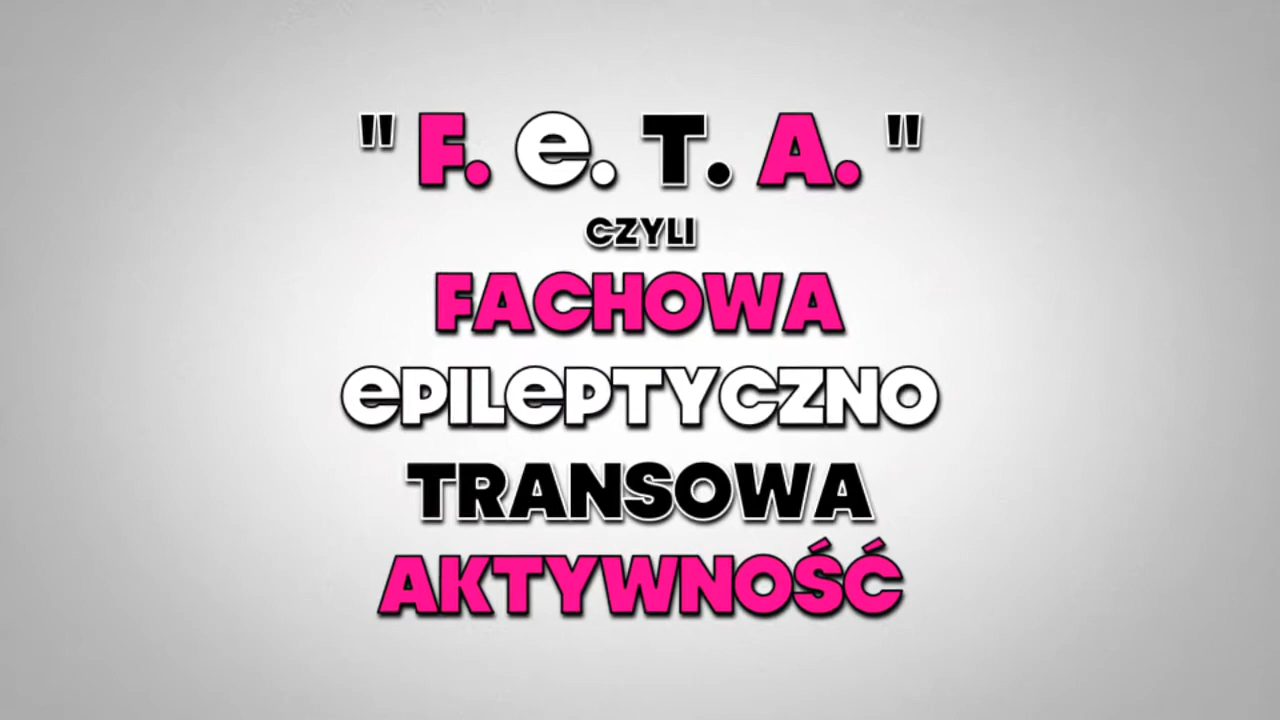 " F. e. T. A. "
CZYLI
FACHOWA
ePILePTYCZNO
TRANSOWA
AKTYWNOŚĆ